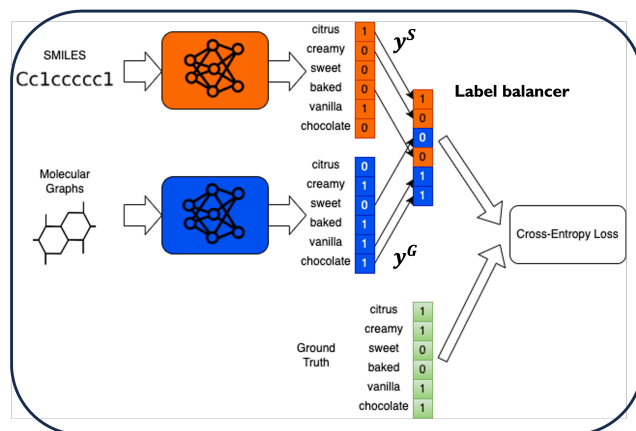 SMILES
Cc1ccccc1
citrus 1
creamy 0
sweet 0
baked 0
vanilla 1
chocolate 0
y^S
Label balancer
1
0
0
0
1
1
Molecular
Graphs
citrus 0
creamy 1
sweet 0
baked 1
vanilla 1
chocolate 1
y^G
Cross-Entropy Loss
Ground
Truth
citrus 1
creamy 1
sweet 0
baked 0
vanilla 1
chocolate 1